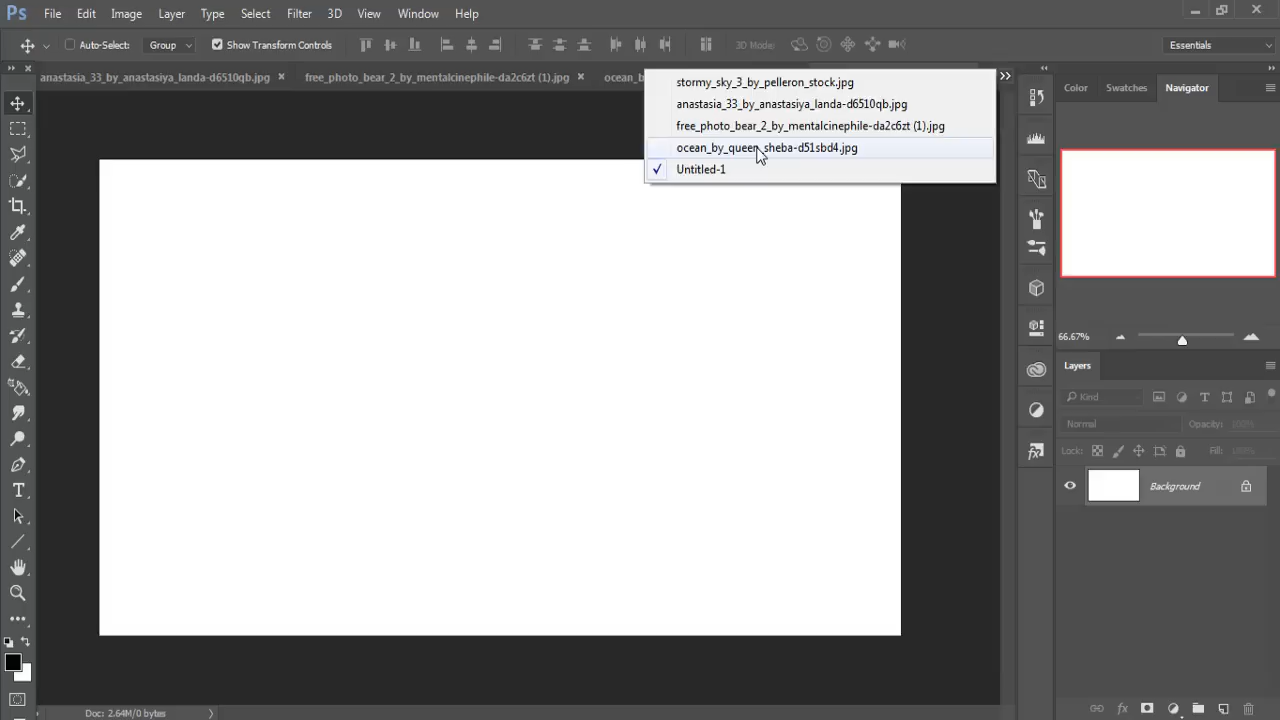 Ps File Edit Image Layer Type Select Filter 3D View Window Help
Auto-Select: Group Show Transform Controls 3D Mode: Essentials
anastasia_33_by_anastasiya_landa-d6510qb.jpg × free_photo_bear_2_by_mentalcinephile-da2c6zt (1).jpg × ocean_b
stormy_sky_3_by_pelleron_stock.jpg
anastasia_33_by_anastasiya_landa-d6510qb.jpg
free_photo_bear_2_by_mentalcinephile-da2c6zt (1).jpg
ocean_by_queen_sheba-d51sbd4.jpg
✓ Untitled-1
Color Swatches Navigator
66.67%
Layers
Kind
Normal Opacity: 100%
Lock: Fill: 100%
Background
Doc: 2.64M/0 bytes